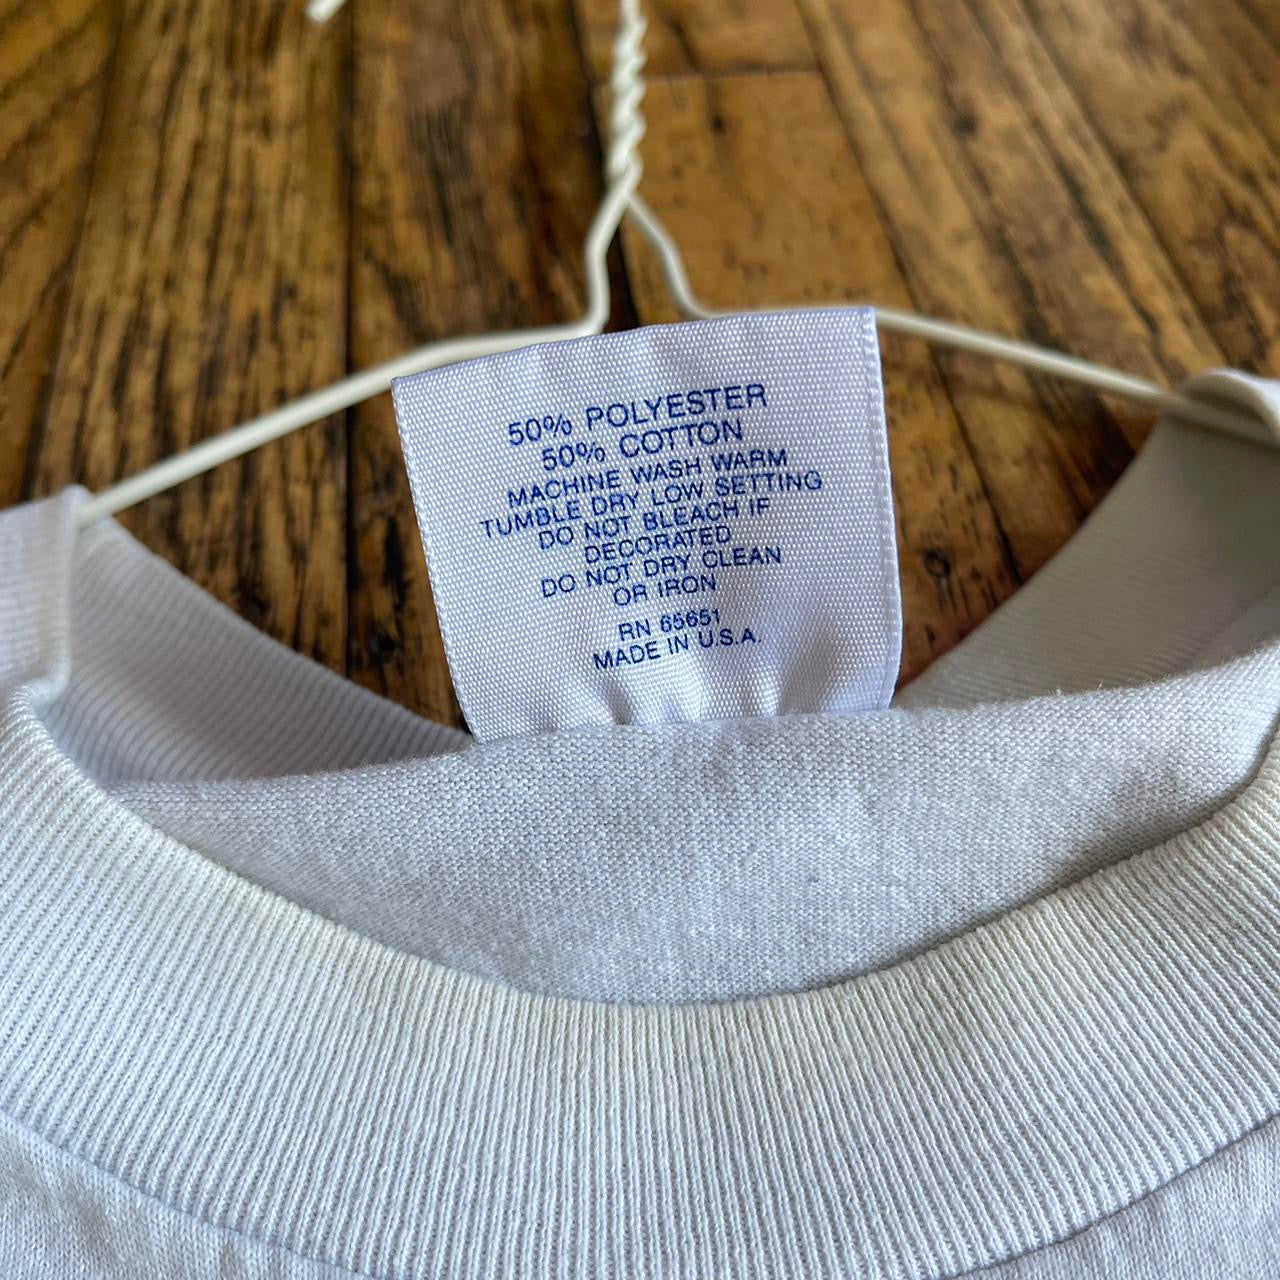 50% POLYESTER
50% COTTON
MACHINE WASH WARM
TUMBLE DRY LOW SETTING
DO NOT BLEACH IF
DECORATED
DO NOT DRY CLEAN
OR IRON
RN 65651
MADE IN U.S.A.